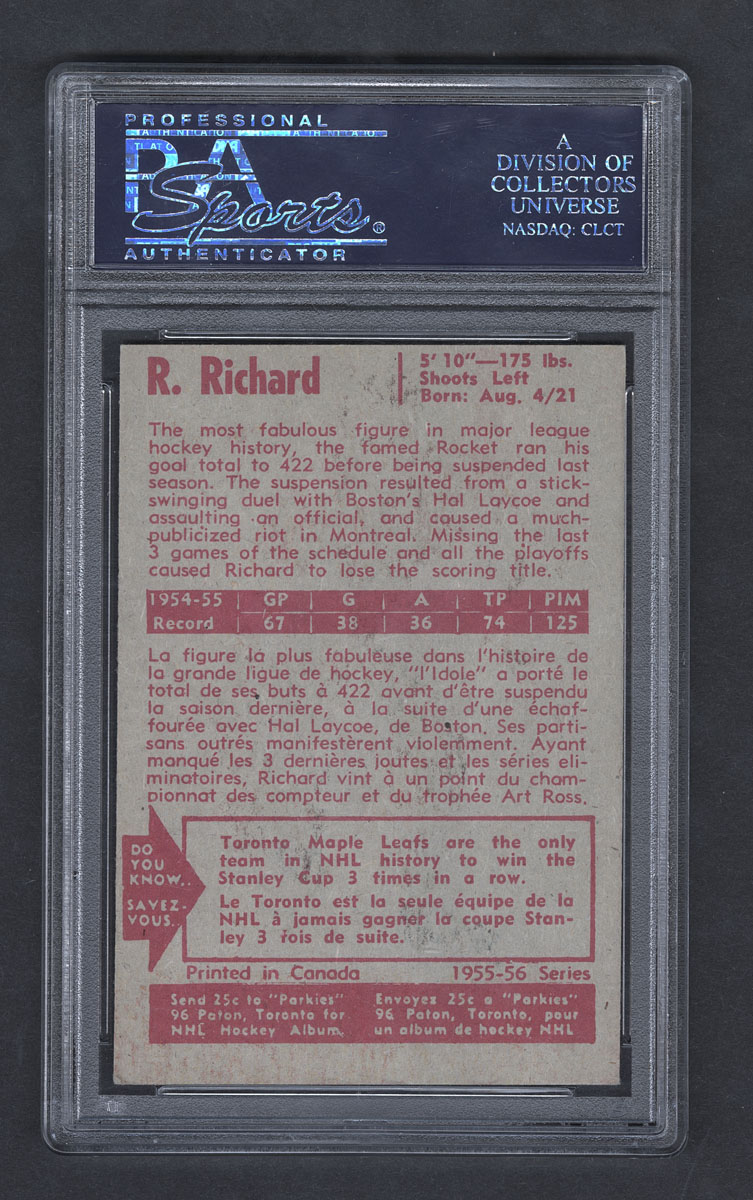 PROFESSIONAL
PSA
Sports®
AUTHENTICATOR
A
DIVISION OF
COLLECTORS
UNIVERSE
NASDAQ: CLCT
R. Richard
5' 10"—175 lbs.
Shoots Left
Born: Aug. 4/21
The most fabulous figure in major league
hockey history, the famed Rocket ran his
goal total to 422 before being suspended last
season. The suspension resulted from a stick-
swinging duel with Boston's Hal Laycoe and
assaulting an official, and caused a much-
publicized riot in Montreal. Missing the last
3 games of the schedule and all the playoffs
caused Richard to lose the scoring title.
1954-55 | GP | G | A | TP | PIM
Record | 67 | 38 | 36 | 74 | 125
La figure la plus fabuleuse dans l'histoire de
la grande ligue de hockey, "l'Idole" a porté le
total de ses buts à 422 avant d'être suspendu
la saison dernière, à la suite d'une échaf-
fourée avec Hal Laycoe, de Boston. Ses parti-
sans outrés manifestèrent violemment. Ayant
manqué les 3 dernières joutes et les séries eli-
minatoires, Richard vint à un point du cham-
pionnat des compteur et du trophée Art Ross.
DO
YOU
KNOW..
SAVEZ-
VOUS..
Toronto Maple Leafs are the only
team in NHL history to win the
Stanley Cup 3 times in a row.
Le Toronto est la seule équipe de la
NHL à jamais gagner la coupe Stan-
ley 3 fois de suite.
Printed in Canada 1955-56 Series
Send 25c to "Parkies"
96 Paton, Toronto for
NHL Hockey Album.
Envoyez 25c a "Parkies"
96 Paton, Toronto, pour
un album de hockey NHL